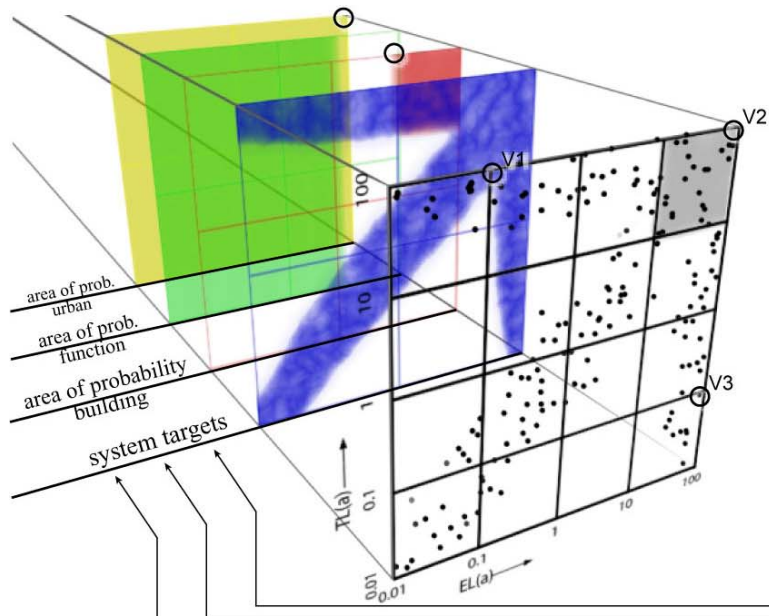 V2
V1
100
area of prob.
urban
area of prob.
function
10
area of probability
building
1
V3
system targets
TL(a)
0.1
0.01
0.01
0.1
1
10
100
EL(a)